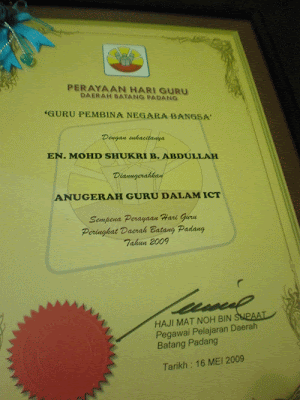 PERAYAAN HARI GURU
DAERAH BATANG PADANG
'GURU PEMBINA NEGARA BANGSA'
Dengan sukacitanya
EN. MOHD SHUKRI B. ABDULLAH
Dianugerahkan
ANUGERAH GURU DALAM ICT
Sempena Perayaan Hari Guru
Peringkat Daerah Batang Padang
Tahun 2009
HAJI MAT NOH BIN SUPAAT
Pegawai Pelajaran Daerah
Batang Padang
Tarikh : 16 MEI 2009